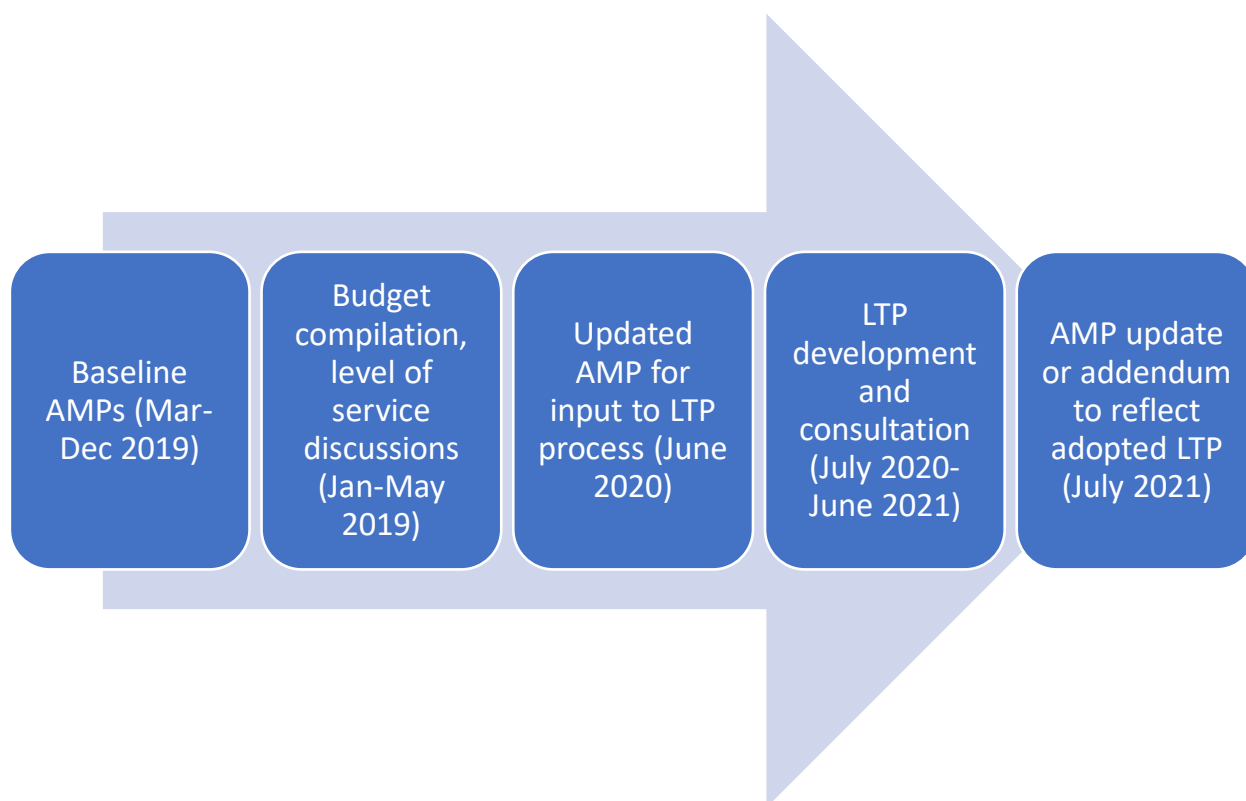 Baseline
AMPs (Mar-
Dec 2019)
Budget
compilation,
level of
service
discussions
(Jan-May
2019)
Updated
AMP for
input to LTP
process (June
2020)
LTP
development
and
consultation
(July 2020-
June 2021)
AMP update
or addendum
to reflect
adopted LTP
(July 2021)